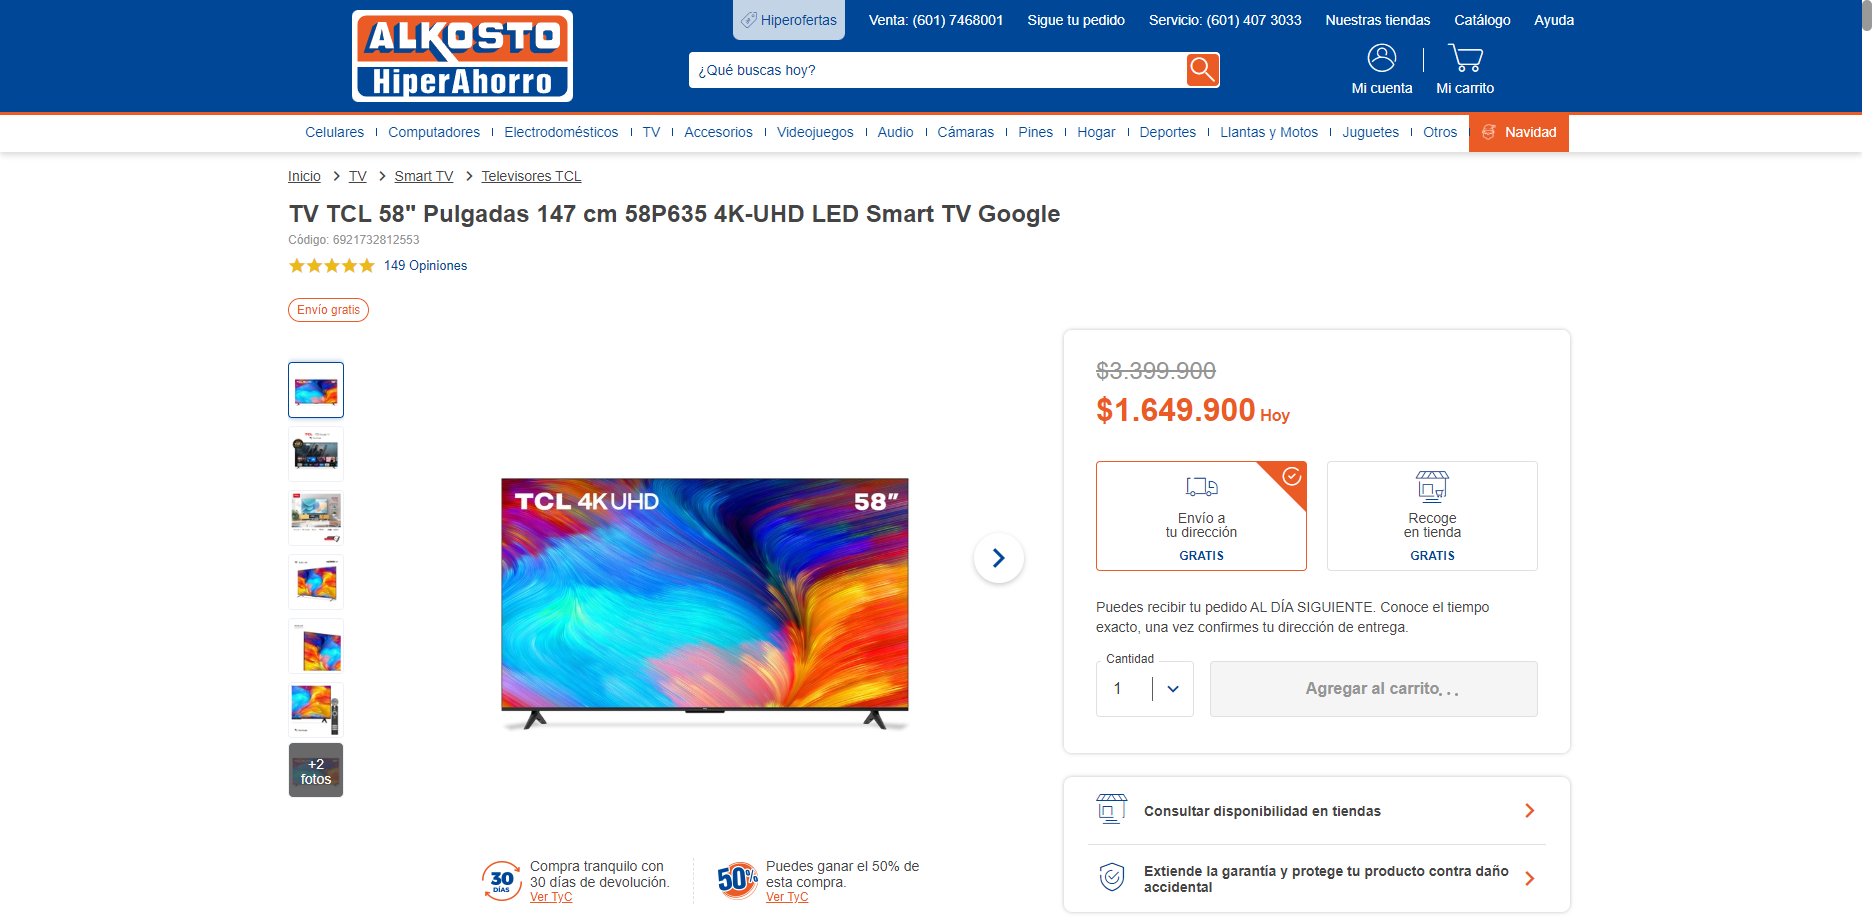 ALKOSTO
HiperAhorro
Hiperofertas
Venta: (601) 7468001
Sigue tu pedido
Servicio: (601) 407 3033
Nuestras tiendas
Catálogo
Ayuda
¿Qué buscas hoy?
Mi cuenta
Mi carrito
Celulares
Computadores
Electrodomésticos
TV
Accesorios
Videojuegos
Audio
Cámaras
Pines
Hogar
Deportes
Llantas y Motos
Juguetes
Otros
Navidad
Inicio > TV > Smart TV > Televisores TCL
TV TCL 58" Pulgadas 147 cm 58P635 4K-UHD LED Smart TV Google
Código: 6921732812553
149 Opiniones
Envío gratis
+2
fotos
TCL 4K UHD
58”
$3.399.900
$1.649.900 Hoy
Envío a
tu dirección
GRATIS
Recoge
en tienda
GRATIS
Puedes recibir tu pedido AL DÍA SIGUIENTE. Conoce el tiempo
exacto, una vez confirmes tu dirección de entrega.
Cantidad
1
Agregar al carrito...
Consultar disponibilidad en tiendas
Extiende la garantía y protege tu producto contra daño
accidental
30
DÍAS
Compra tranquilo con
30 días de devolución.
Ver TyC
50%
Puedes ganar el 50% de
esta compra.
Ver TyC